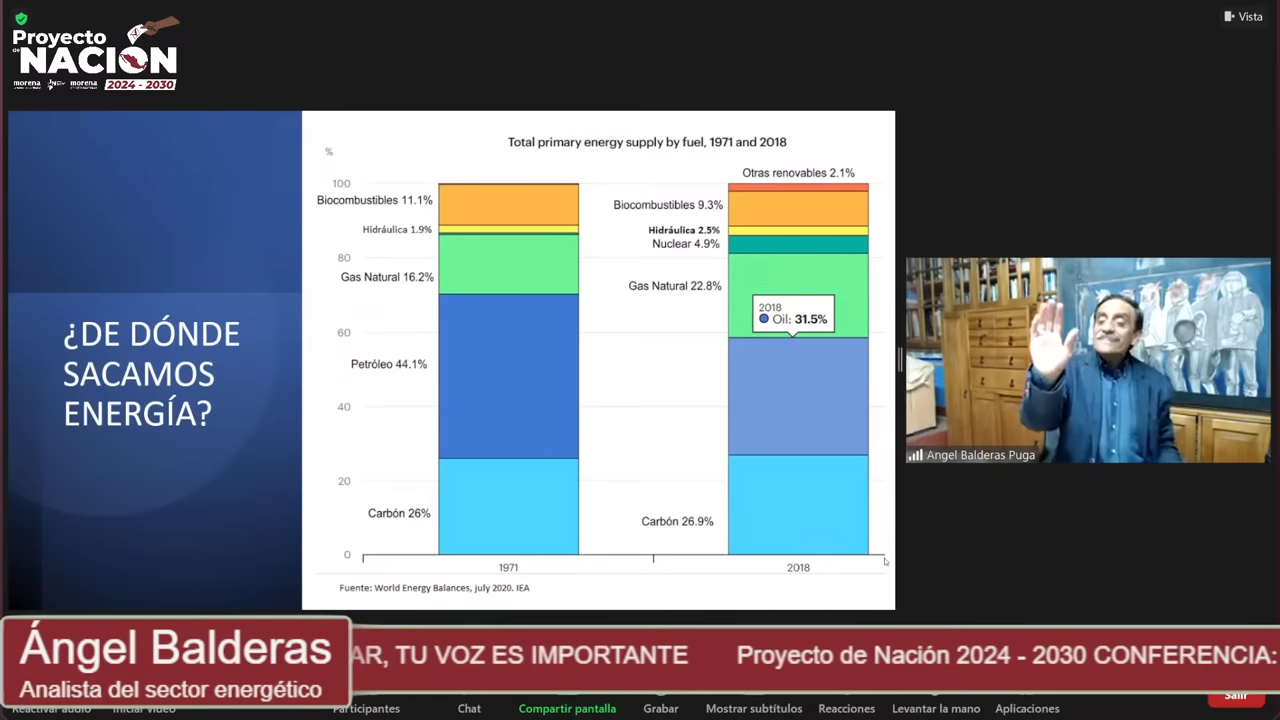 Proyecto
de
NACIÓN
morena
morena
2024 - 2030
Vista
Total primary energy supply by fuel, 1971 and 2018
%
Otras renovables 2.1%
100
Biocombustibles 11.1%
Biocombustibles 9.3%
Hidráulica 1.9%
Hidráulica 2.5%
Nuclear 4.9%
80
Gas Natural 16.2%
Gas Natural 22.8%
2018
Oil: 31.5%
60
Petróleo 44.1%
40
20
Carbón 26%
Carbón 26.9%
0
1971
2018
Fuente: World Energy Balances, july 2020. IEA
¿DE DÓNDE
SACAMOS
ENERGÍA?
Angel Balderas Puga
Ángel Balderas
Analista del sector energético
AR, TU VOZ ES IMPORTANTE Proyecto de Nación 2024 - 2030 CONFERENCIA:
Reactivar audio
Iniciar video
Participantes
Chat
Compartir pantalla
Grabar
Mostrar subtítulos
Reacciones
Levantar la mano
Aplicaciones
Salir